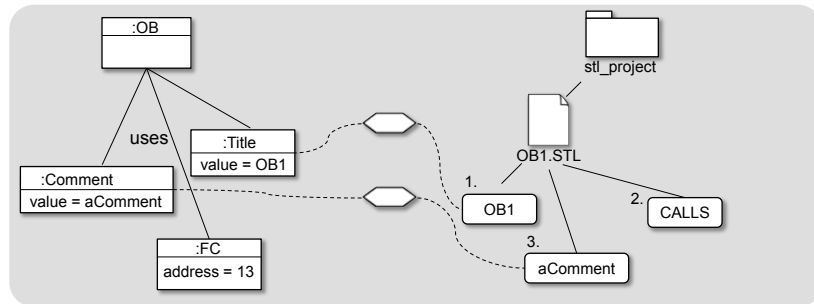 :OB
stl_project
uses
:Title
value = OB1
OB1.STL
:Comment
value = aComment
1.
OB1
2.
CALLS
:FC
address = 13
3.
aComment